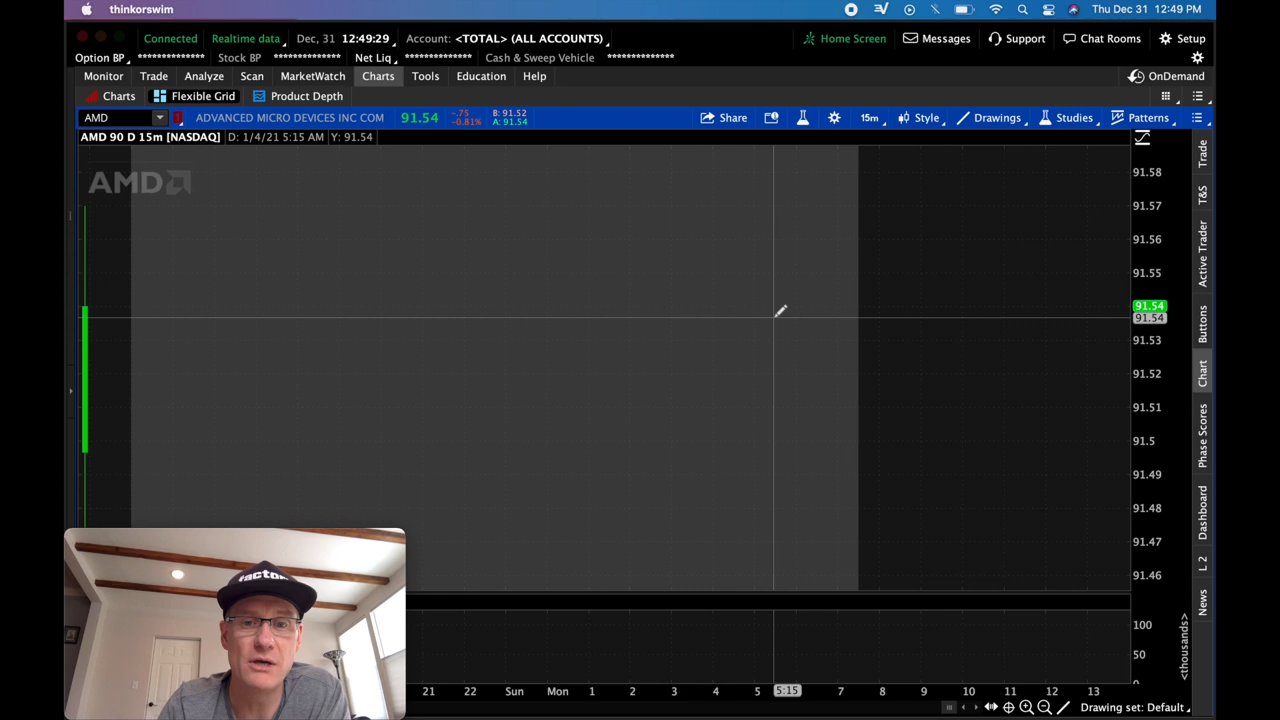 thinkorswim
Thu Dec 31 12:49 PM
Connected
Realtime data
Dec, 31 12:49:29
Account: <TOTAL> (ALL ACCOUNTS)
Home Screen
Messages
Support
Chat Rooms
Setup
Option BP
*************
Stock BP
*************
Net Liq
*************
Cash & Sweep Vehicle
*************
Monitor
Trade
Analyze
Scan
MarketWatch
Charts
Tools
Education
Help
OnDemand
Charts
Flexible Grid
Product Depth
AMD
ADVANCED MICRO DEVICES INC COM
91.54
-.75
-0.81%
B: 91.52
A: 91.54
Share
15m
Style
Drawings
Studies
Patterns
AMD 90 D 15m [NASDAQ]
D: 1/4/21 5:15 AM
Y: 91.54
AMD
91.58
91.57
91.56
91.55
91.54
91.54
91.53
91.52
91.51
91.5
91.49
91.48
91.47
91.46
100
50
0
<thousands>
Trade
T&S
Active Trader
Buttons
Chart
Phase Scores
Dashboard
L 2
News
factor
21
22
Sun
Mon
1
2
3
4
5
5:15
7
8
9
10
11
12
13
Drawing set: Default